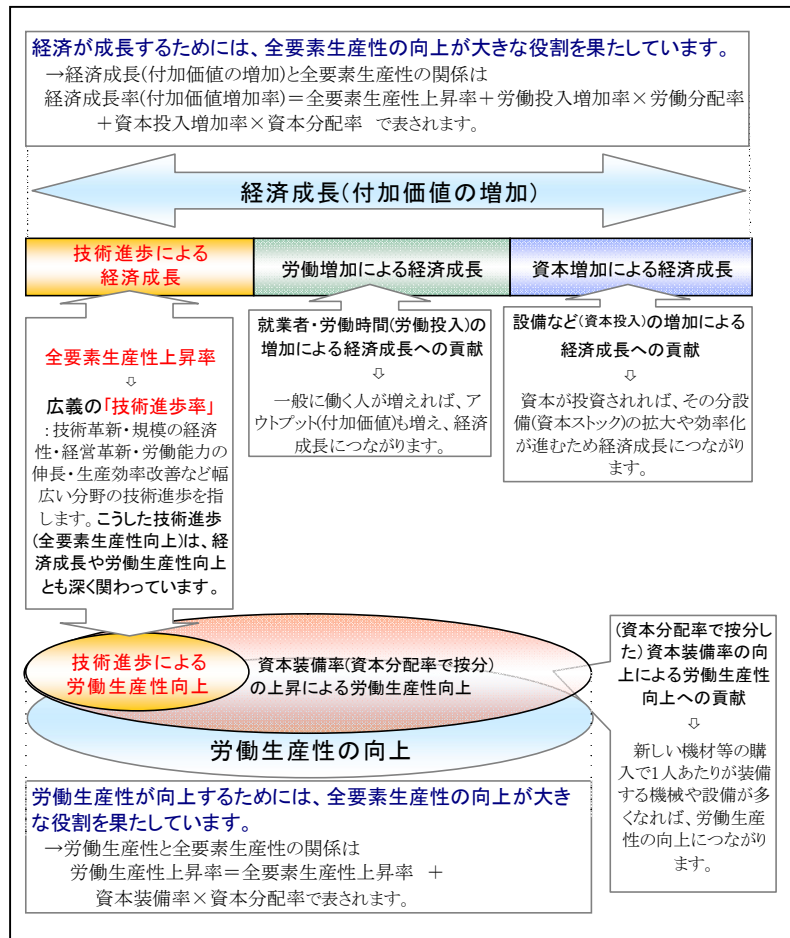 経済が成長するためには、全要素生産性の向上が大きな役割を果たしています。
→経済成長(付加価値の増加)と全要素生産性の関係は
経済成長率(付加価値増加率)＝全要素生産性上昇率＋労働投入増加率×労働分配率
＋資本投入増加率×資本分配率 で表されます。
経済成長(付加価値の増加)
技術進歩による
経済成長
労働増加による経済成長
資本増加による経済成長
全要素生産性上昇率
⇩
広義の「技術進歩率」
：技術革新・規模の経済
性・経営革新・労働能力の
伸長・生産効率改善など幅
広い分野の技術進歩を指
します。こうした技術進歩
(全要素生産性向上)は、経
済成長や労働生産性向上
とも深く関わっています。
就業者・労働時間(労働投入)の
増加による経済成長への貢献
⇩
一般に働く人が増えれば、ア
ウトプット(付加価値)も増え、経済
成長につながります。
設備など(資本投入)の増加による
経済成長への貢献
⇩
資本が投資されれば、その分設
備(資本ストック)の拡大や効率化
が進むため経済成長につながり
ます。
技術進歩による
労働生産性向上
資本装備率(資本分配率で按分)
の上昇による労働生産性向上
労働生産性の向上
(資本分配率で按分し
た)資本装備率の向
上による労働生産性
向上への貢献
⇩
新しい機材等の購
入で1人あたりが装備
する機械や設備が多
くなれば、労働生産
性の向上につながり
ます。
労働生産性が向上するためには、全要素生産性の向上が大き
な役割を果たしています。
→労働生産性と全要素生産性の関係は
労働生産性上昇率＝全要素生産性上昇率 ＋
資本装備率×資本分配率で表されます。